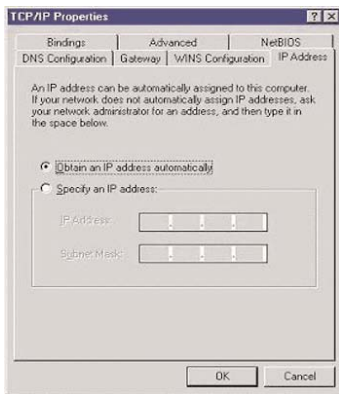 TCP/IP Properties
Bindings Advanced NetBIOS
DNS Configuration Gateway WINS Configuration IP Address
An IP address can be automatically assigned to this computer.
If your network does not automatically assign IP addresses, ask
your network administrator for an address, and then type it in
the space below.
Obtain an IP address automatically
Specify an IP address:
IP Address:
Subnet Mask:
OK Cancel